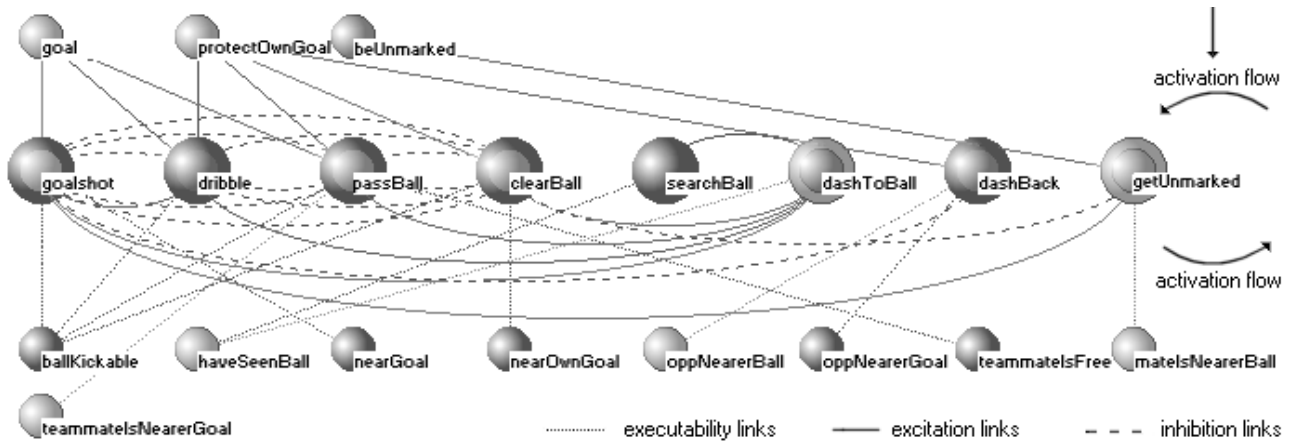 goal protectOwnGoal beUnmarked
activation flow
goalshot dribble passBall clearBall searchBall dashToBall dashBack getUnmarked
activation flow
ballKickable haveSeenBall nearGoal nearOwnGoal oppNearerBall oppNearerGoal teammateIsFree mateIsNearerBall
teammateIsNearerGoal executability links excitation links inhibition links